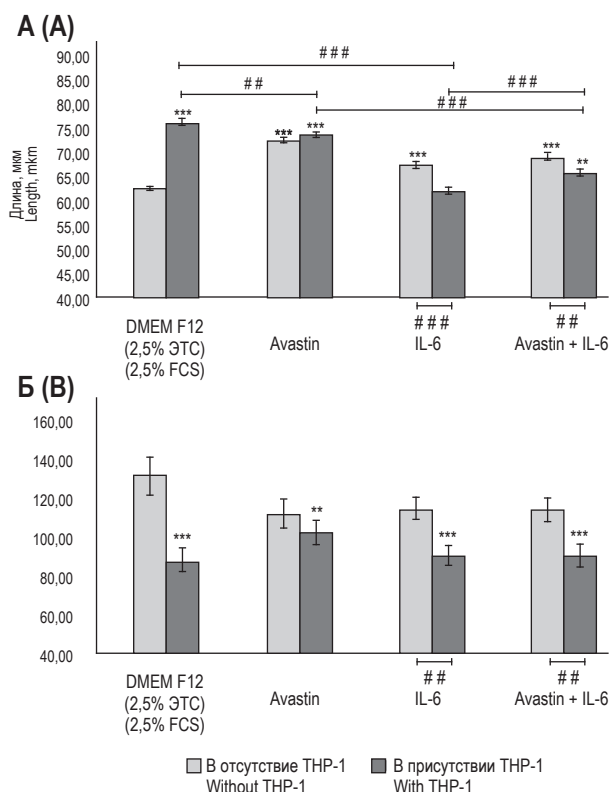 А (A)
###
##
###
###
Длина, мкм
Length, mkm
90,00
85,00
80,00
75,00
70,00
65,00
60,00
55,00
50,00
45,00
40,00
***
***
***
***
***
**
DMEM F12
(2,5% ЭТС)
(2,5% FCS)
Avastin
###
IL-6
##
Avastin + IL-6
Б (B)
160,00
140,00
120,00
100,00
80,00
60,00
40,00
***
**
***
***
DMEM F12
(2,5% ЭТС)
(2,5% FCS)
Avastin
##
IL-6
##
Avastin + IL-6
В отсутствие THP-1
Without THP-1
В присутствии THP-1
With THP-1